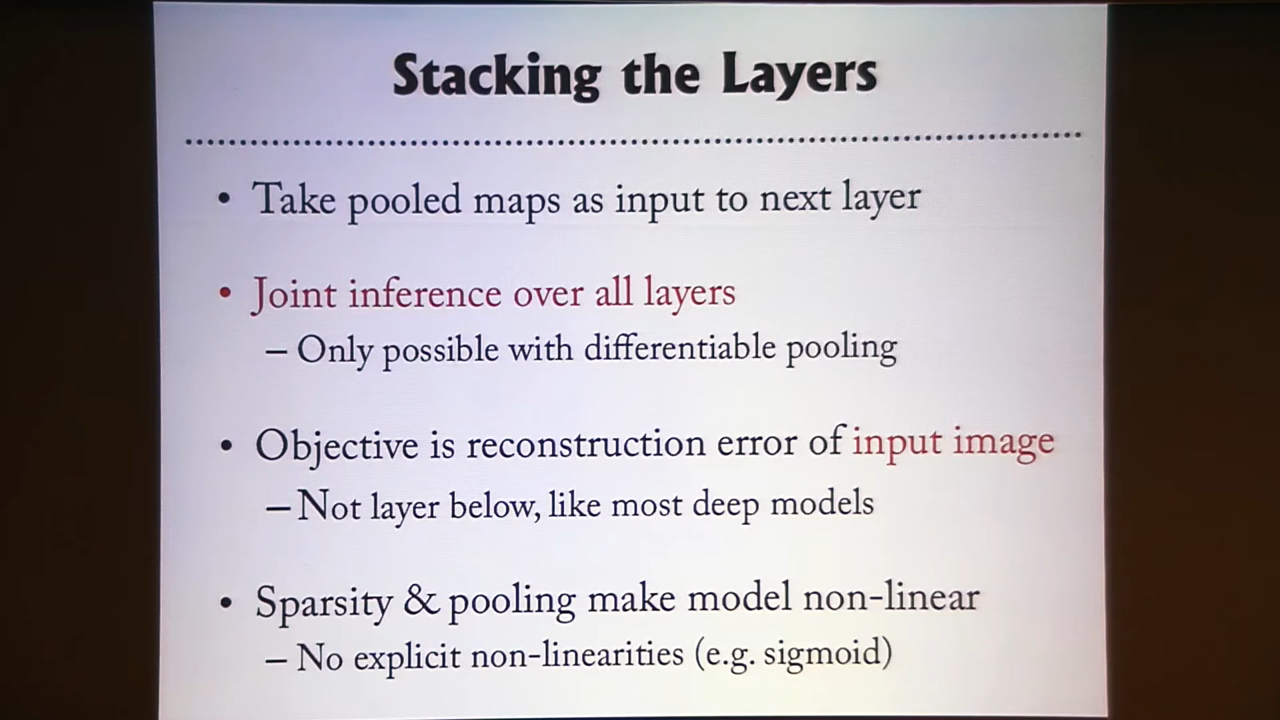 Stacking the Layers
• Take pooled maps as input to next layer
• Joint inference over all layers
– Only possible with differentiable pooling
• Objective is reconstruction error of input image
– Not layer below, like most deep models
• Sparsity & pooling make model non-linear
– No explicit non-linearities (e.g. sigmoid)